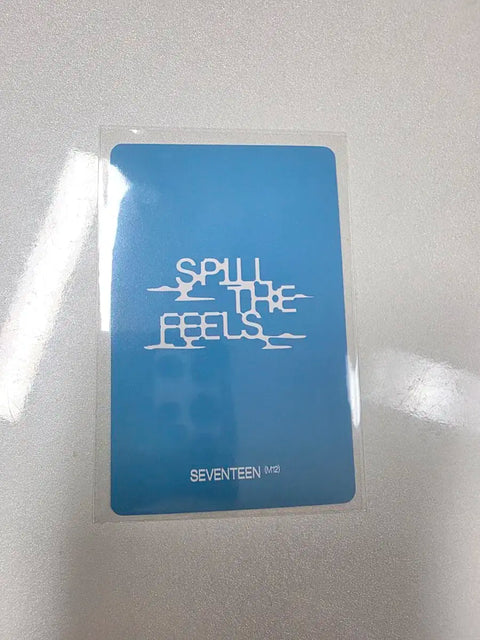 SPILL
THE
FEELS
SEVENTEEN (M12)